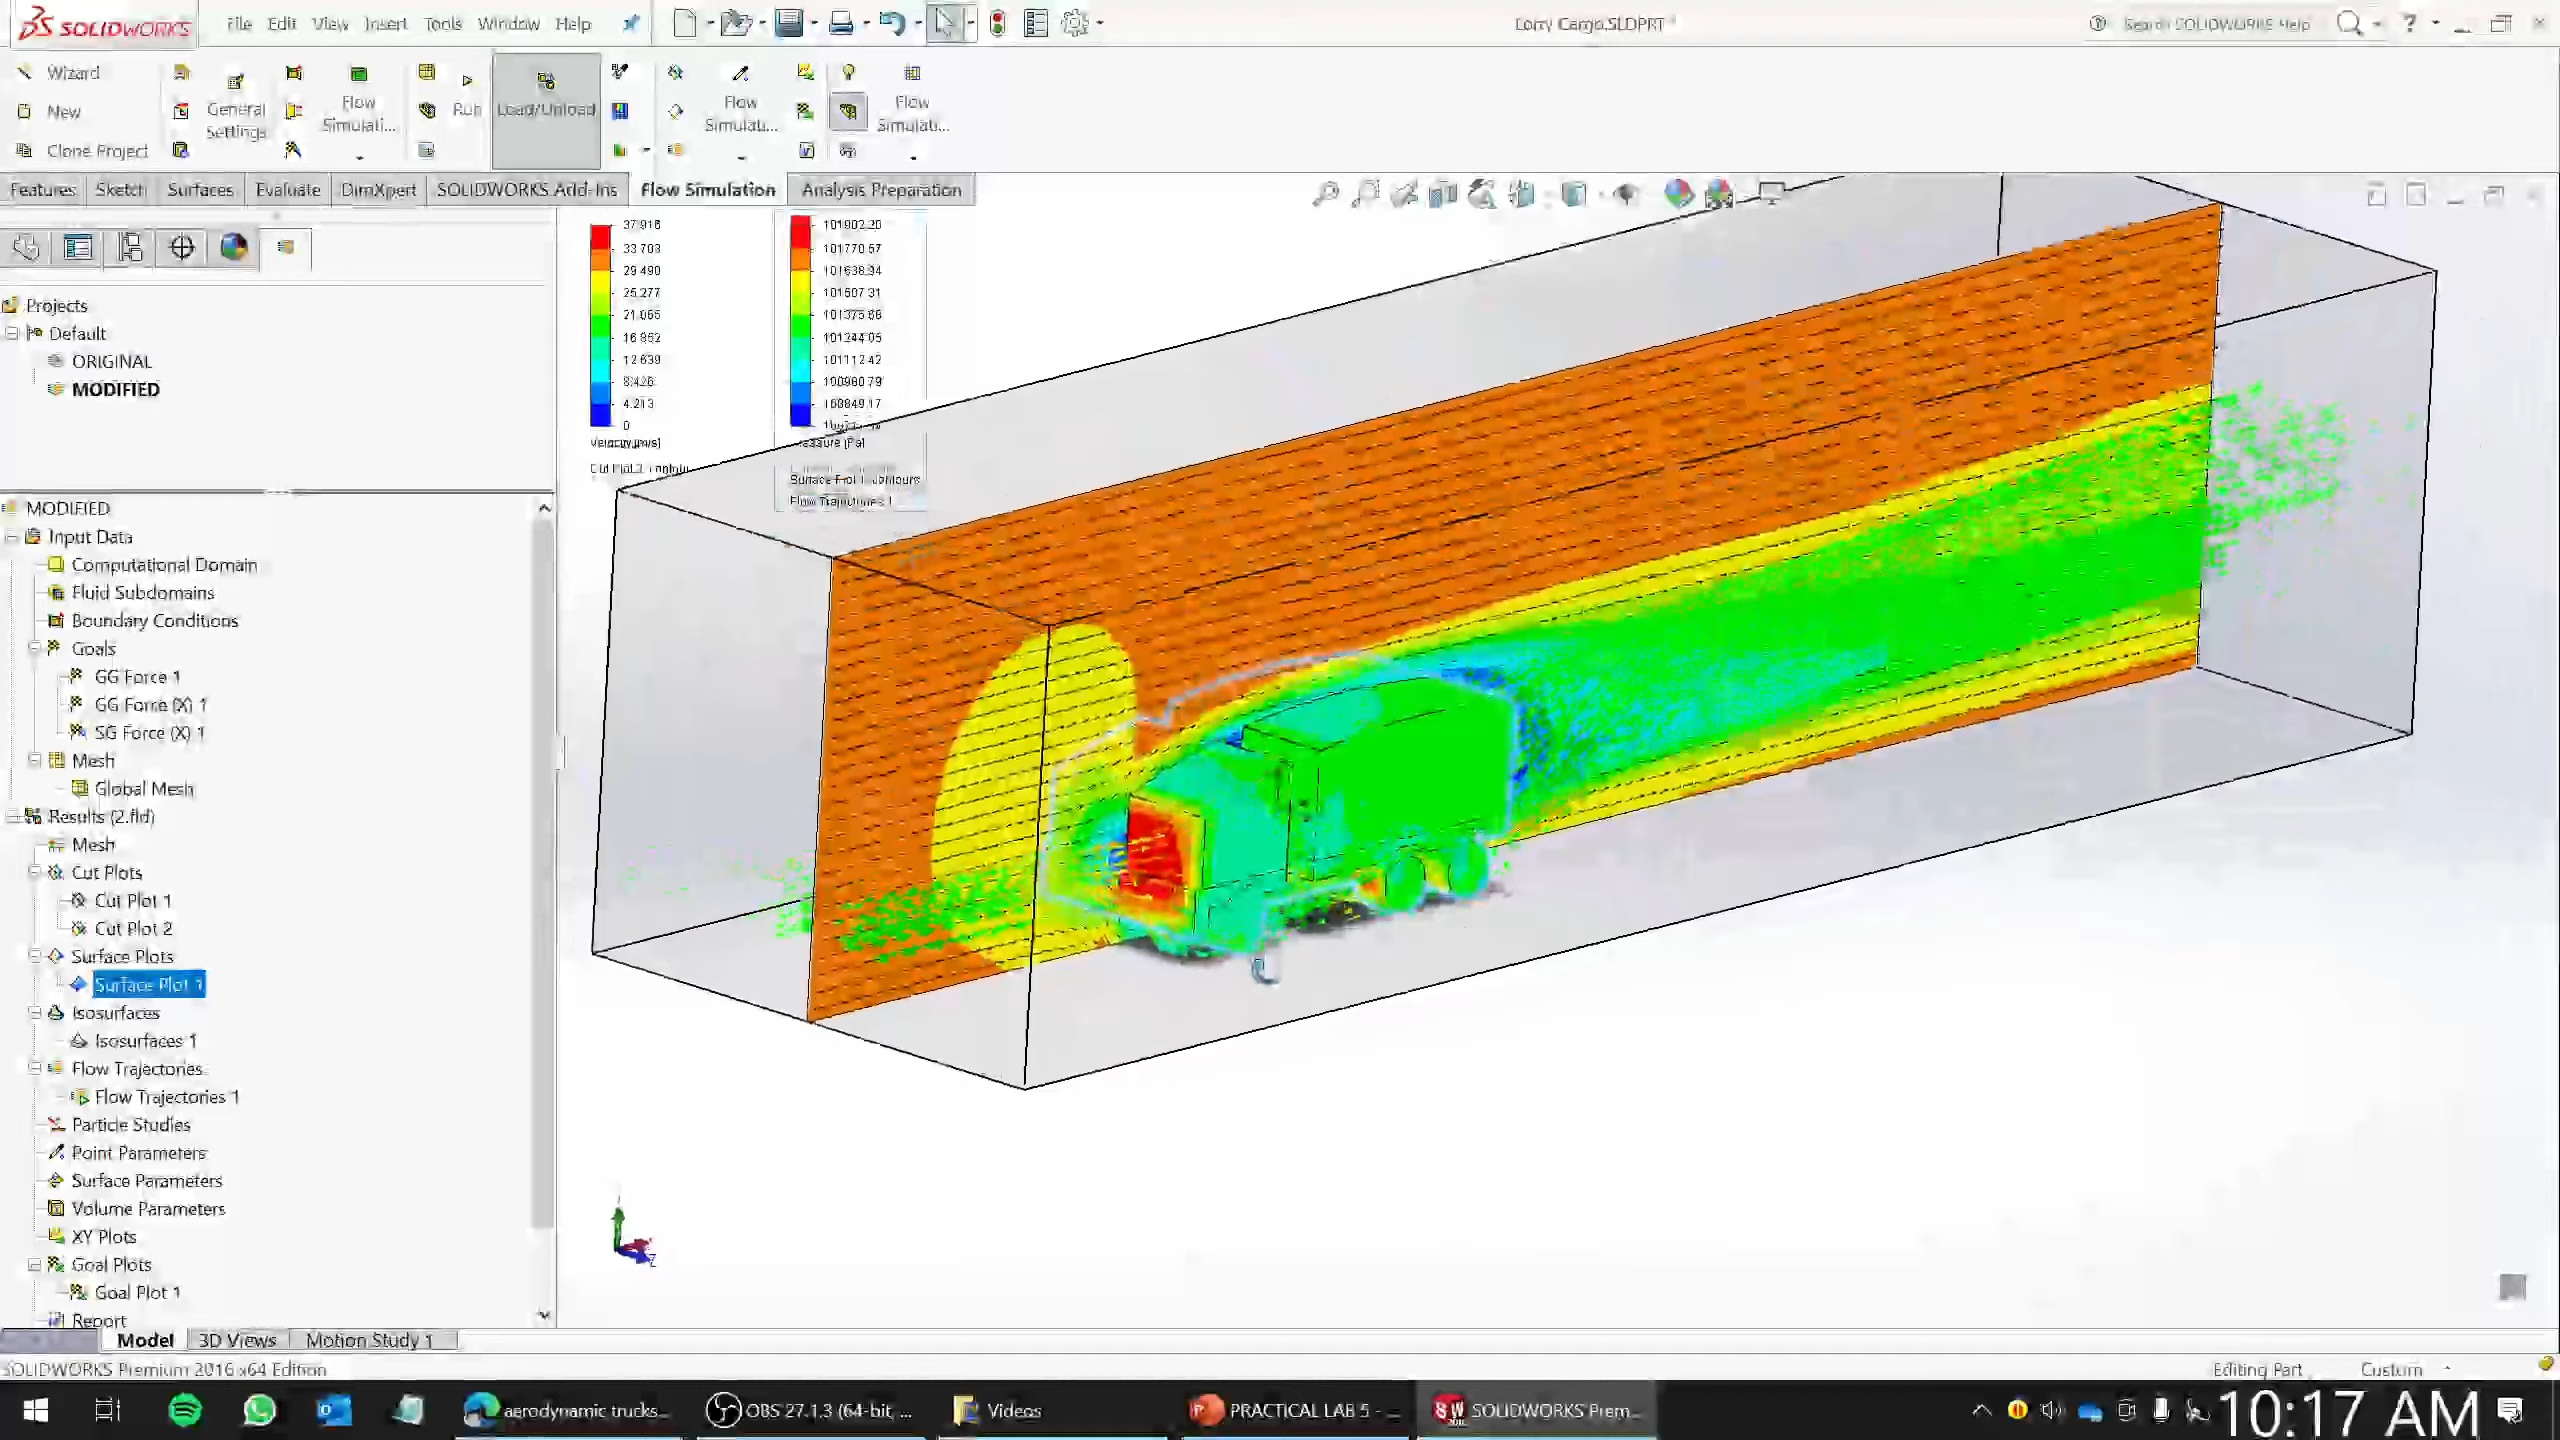 SOLIDWORKS
File Edit View Insert Tools Window Help
Lorry Cargo.SLDPRT *
Search SOLIDWORKS Help
Wizard
New
Clone Project
General Settings
Flow Simulati...
Run
Load/Unload
Flow Simulati...
Flow Simulati...
Features Sketch Surfaces Evaluate DimXpert SOLIDWORKS Add-Ins Flow Simulation Analysis Preparation
37.916
33.703
29.490
25.277
21.065
16.852
12.639
8.426
4.213
0
Velocity [m/s]
101902.20
101770.57
101638.94
101507.31
101375.68
101244.05
101112.42
100980.79
100849.17
Pressure [Pa]
Surface Plot 1: contours
Flow Trajectories 1
Projects
Default
ORIGINAL
MODIFIED
MODIFIED
Input Data
Computational Domain
Fluid Subdomains
Boundary Conditions
Goals
GG Force 1
GG Force (X) 1
SG Force (X) 1
Mesh
Global Mesh
Results (2.fld)
Mesh
Cut Plots
Cut Plot 1
Cut Plot 2
Surface Plots
Surface Plot 1
Isosurfaces
Isosurfaces 1
Flow Trajectories
Flow Trajectories 1
Particle Studies
Point Parameters
Surface Parameters
Volume Parameters
XY Plots
Goal Plots
Goal Plot 1
Report
Model 3D Views Motion Study 1
SOLIDWORKS Premium 2016 x64 Edition
Editing Part Custom
aerodynamic trucks...
OBS 27.1.3 (64-bit, ...
Videos
PRACTICAL LAB 5 - ...
SOLIDWORKS Prem...
10:17 AM